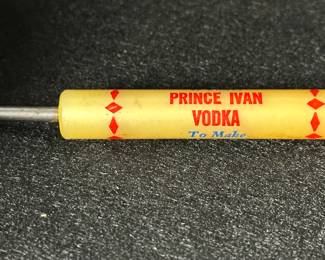 PRINCE IVAN
VODKA
To Make